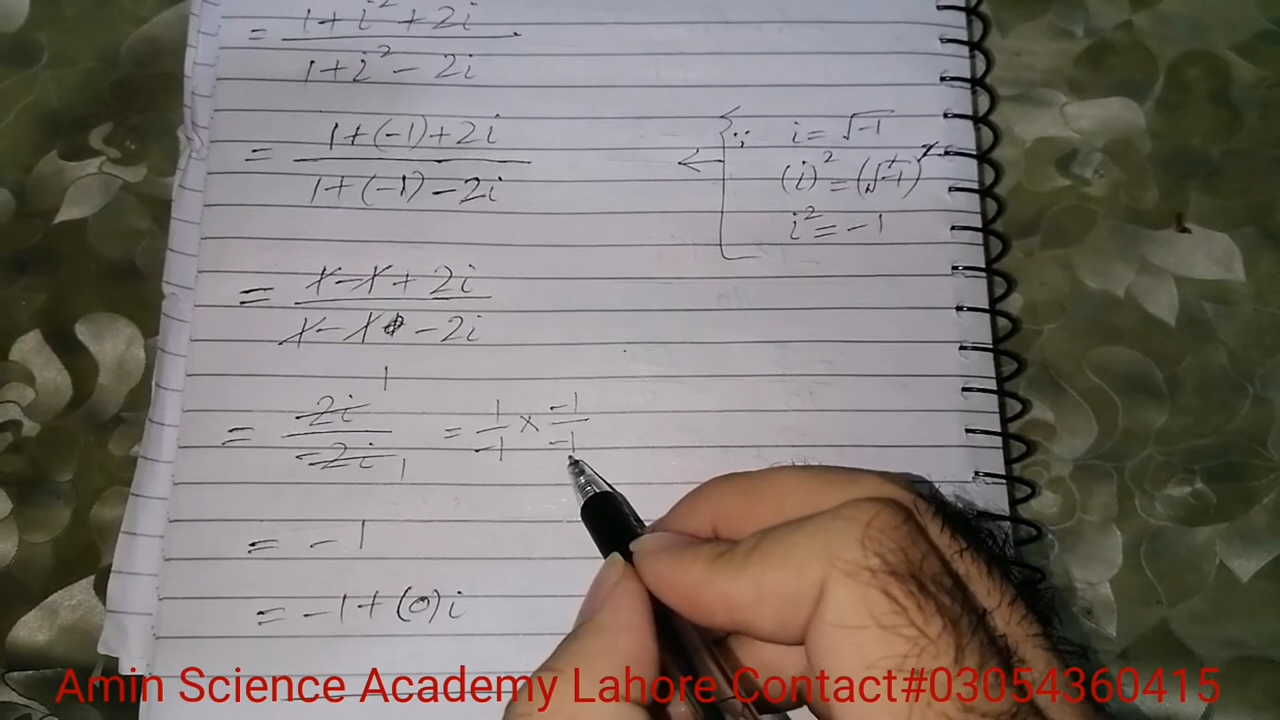 = 1+i²+2i / 1+i²-2i
= 1+(-1)+2i / 1+(-1)-2i
∵ i = √-1
(i)² = (√-1)²
i² = -1
= 1-1+2i / 1-1-2i
= 2i / -2i 1 1 = 1/-1 × -1/-1
= -1
= -1+(0)i
Amin Science Academy Lahore Contact#03054360415